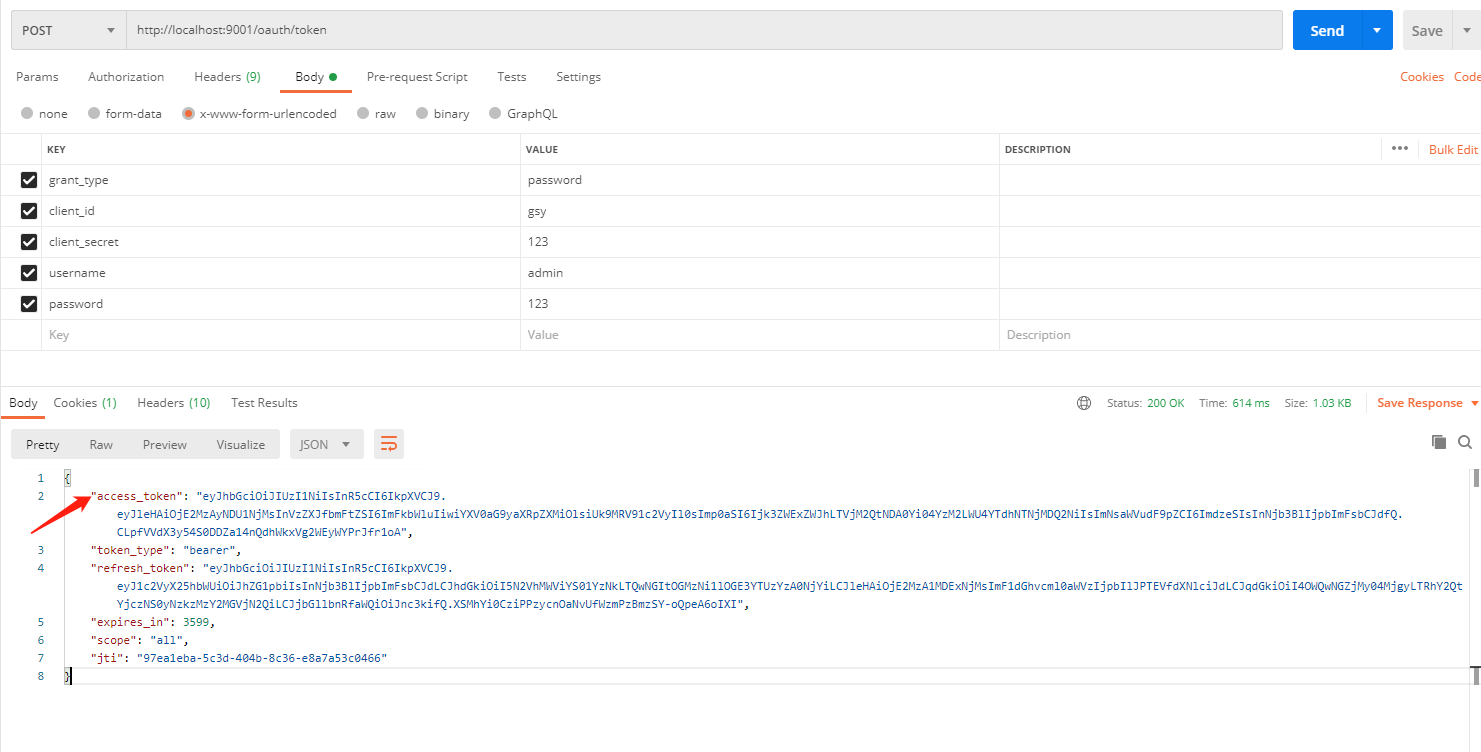 POST http://localhost:9001/oauth/token Send Save
Params Authorization Headers (9) Body Pre-request Script Tests Settings Cookies Code
none form-data x-www-form-urlencoded raw binary GraphQL
KEY VALUE DESCRIPTION ••• Bulk Edit
grant_type password
client_id gsy
client_secret 123
username admin
password 123
Key Value Description
Body Cookies (1) Headers (10) Test Results Status: 200 OK Time: 614 ms Size: 1.03 KB Save Response
Pretty Raw Preview Visualize JSON
1 {
2 "access_token": "eyJhbGciOiJIUzI1NiIsInR5cCI6IkpXVCJ9.
eyJleHAiOjE2MzAyNDU1NjMsInVzZXJfbmFtZSI6ImFkbWluIiwiYXV0aG9yaXRpZXMiOlsiUk9MRV91c2VyIl0sImp0aSI6Ijk3ZWExZWJhLTVjM2QtNDA0Yi04YzM2LWU4YTdhNTNjMDQ2NiIsImNsaWVudF9pZCI6ImdzeSIsInNjb3BlIjpbImFsbCJdfQ.
CLpfVVdX3y54S0DDZa14nQdhWkxVg2WEyWYPrJfr1oA",
3 "token_type": "bearer",
4 "refresh_token": "eyJhbGciOiJIUzI1NiIsInR5cCI6IkpXVCJ9.
eyJ1c2VyX25hbWUiOiJhZG1pbiIsInNjb3BlIjpbImFsbCJdLCJhdGkiOiI5N2VhMWViYS01YzNkLTQwNGItOGMzNi1lOGE3YTUzYzA0NjYiLCJleHAiOjE2MzA1MDExNjMsImF1dGhvcml0aWVzIjpbIlJPTEVfdXNlciJdLCJqdGkiOiI4OWQwNGZjMy04MjgyLTRhY2Qt
YjczNS0yNzkzMzY2MGVjN2QiLCJjbGllbnRfaWQiOiJnc3kifQ.XSMhYi0CziPPzycnOaNvUfWzmPzBmzSY-oQpeA6oIXI",
5 "expires_in": 3599,
6 "scope": "all",
7 "jti": "97ea1eba-5c3d-404b-8c36-e8a7a53c0466"
8 }